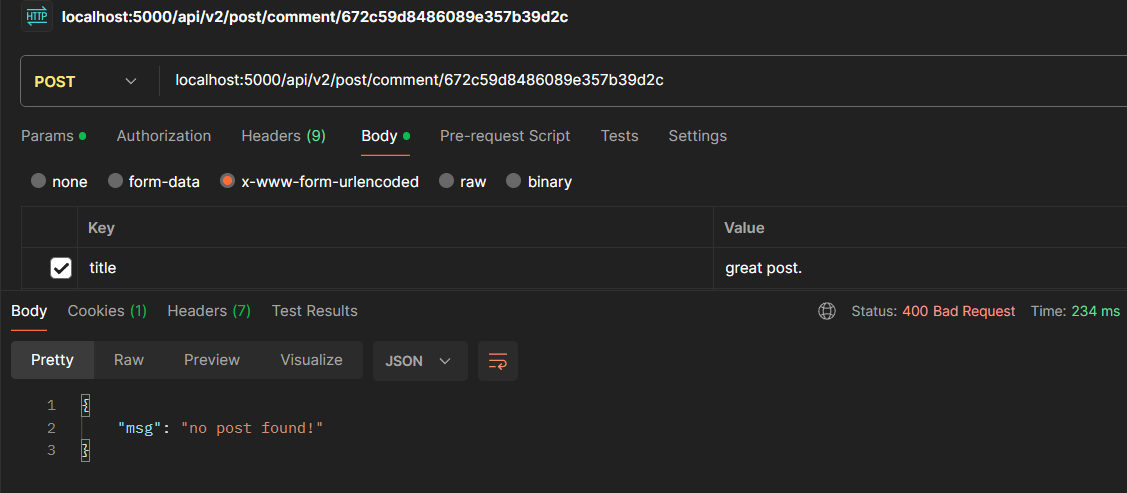 HTTP localhost:5000/api/v2/post/comment/672c59d8486089e357b39d2c
POST localhost:5000/api/v2/post/comment/672c59d8486089e357b39d2c
Params Authorization Headers (9) Body Pre-request Script Tests Settings
none form-data x-www-form-urlencoded raw binary
Key Value
title great post.
Body Cookies (1) Headers (7) Test Results Status: 400 Bad Request Time: 234 ms
Pretty Raw Preview Visualize JSON
1 {
2 "msg": "no post found!"
3 }